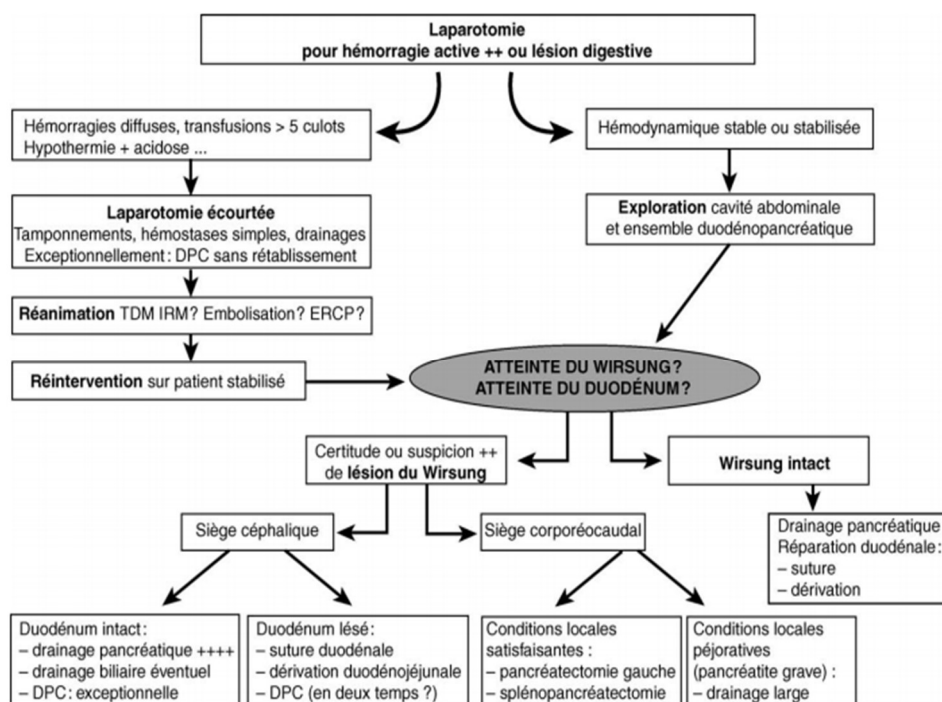 Laparotomie
pour hémorragie active ++ ou lésion digestive
Hémorragies diffuses, transfusions > 5 culots
Hypothermie + acidose ...
Hémodynamique stable ou stabilisée
Laparotomie écourtée
Tamponnements, hémostases simples, drainages
Exceptionnellement : DPC sans rétablissement
Exploration cavité abdominale
et ensemble duodénopancréatique
Réanimation TDM IRM? Embolisation? ERCP?
Réintervention sur patient stabilisé
ATTEINTE DU WIRSUNG?
ATTEINTE DU DUODÉNUM?
Certitude ou suspicion ++
de lésion du Wirsung
Wirsung intact
Siège céphalique
Siège corporéocaudal
Drainage pancréatique
Réparation duodénale :
– suture
– dérivation
Duodénum intact :
– drainage pancréatique ++++
– drainage biliaire éventuel
– DPC : exceptionnelle
Duodénum lésé :
– suture duodénale
– dérivation duodénojéjunale
– DPC (en deux temps ?)
Conditions locales
satisfaisantes :
– pancréatectomie gauche
– splénopancréatectomie
Conditions locales
péjoratives
(pancréatite grave) :
– drainage large